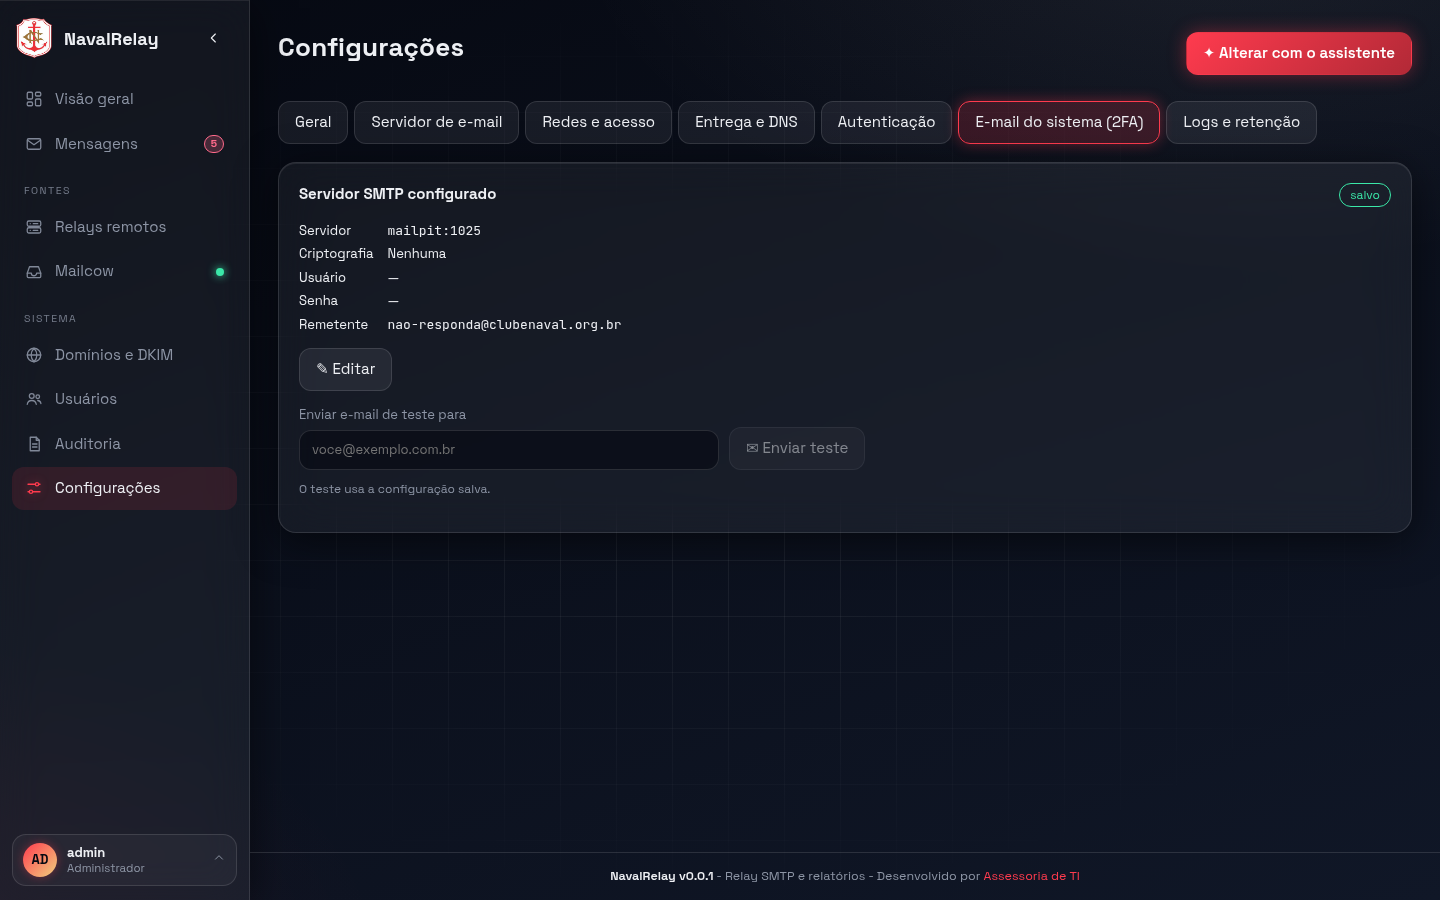 NavalRelay
Visão geral
Mensagens 5
FONTES
Relays remotos
Mailcow
SISTEMA
Domínios e DKIM
Usuários
Auditoria
Configurações
AD
admin
Administrador
Configurações
✦ Alterar com o assistente
Geral Servidor de e-mail Redes e acesso Entrega e DNS Autenticação E-mail do sistema (2FA) Logs e retenção
Servidor SMTP configurado salvo
Servidor mailpit:1025
Criptografia Nenhuma
Usuário —
Senha —
Remetente nao-responda@clubenaval.org.br
✎ Editar
Enviar e-mail de teste para
voce@exemplo.com.br ✉ Enviar teste
O teste usa a configuração salva.
NavalRelay v0.0.1 - Relay SMTP e relatórios - Desenvolvido por Assessoria de TI